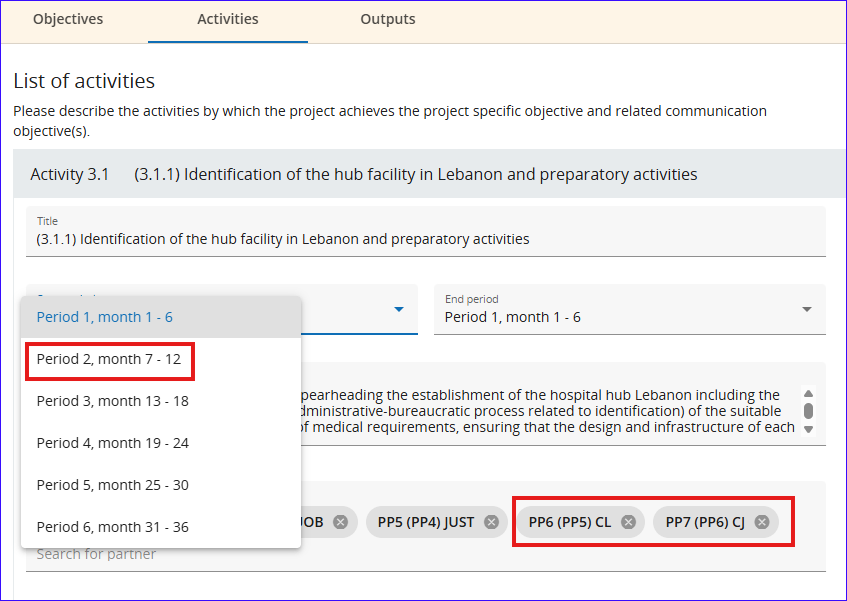 Objectives
Activities
Outputs
List of activities
Please describe the activities by which the project achieves the project specific objective and related communication
objective(s).
Activity 3.1 (3.1.1) Identification of the hub facility in Lebanon and preparatory activities
Title
(3.1.1) Identification of the hub facility in Lebanon and preparatory activities
End period
Period 1, month 1 - 6
Period 1, month 1 - 6
Period 2, month 7 - 12
Period 3, month 13 - 18
Period 4, month 19 - 24
Period 5, month 25 - 30
Period 6, month 31 - 36
pearheading the establishment of the hospital hub Lebanon including the
dministrative-bureaucratic process related to identification) of the suitable
of medical requirements, ensuring that the design and infrastructure of each
JOB
PP5 (PP4) JUST
PP6 (PP5) CL
PP7 (PP6) CJ
Search for partner